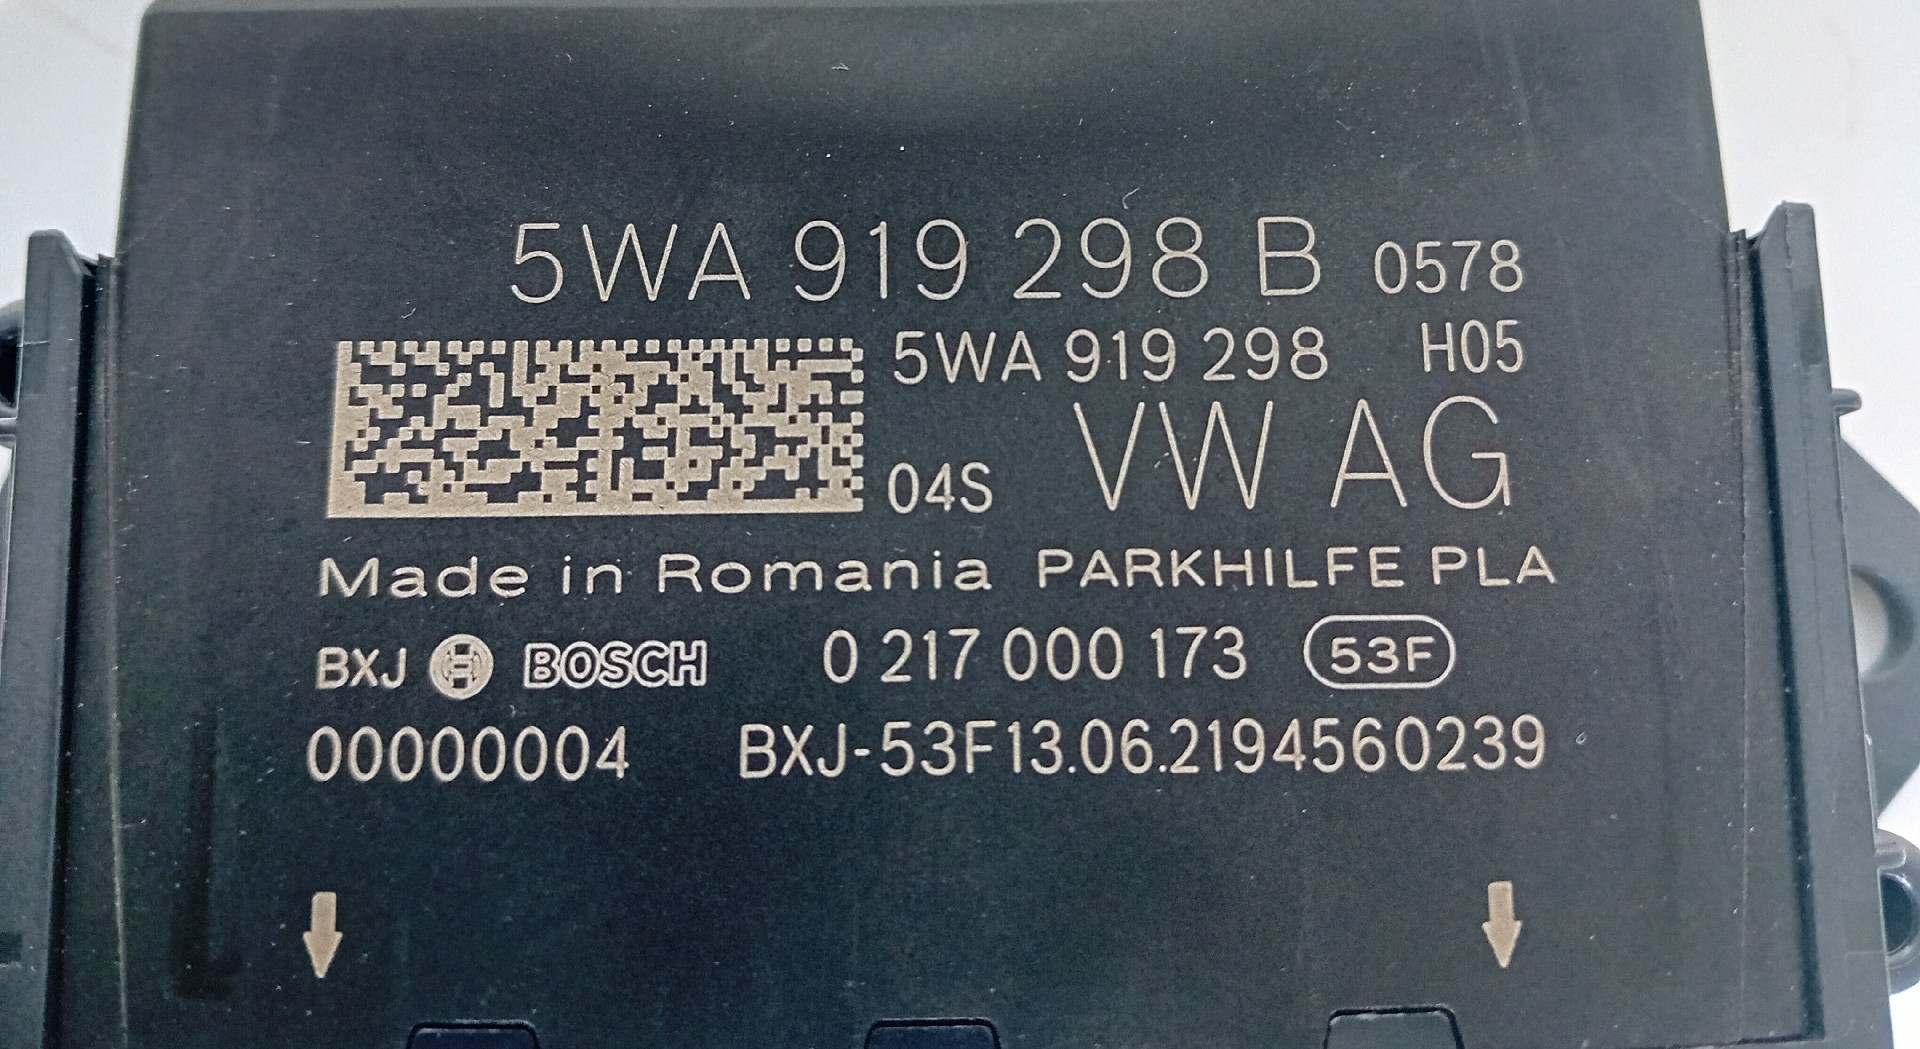 5WA 919 298 B 0578
5WA 919 298 H05
04S VW AG
Made in Romania PARKHILFE PLA
BXJ BOSCH 0 217 000 173 53F
00000004 BXJ-53F13.06.2194560239